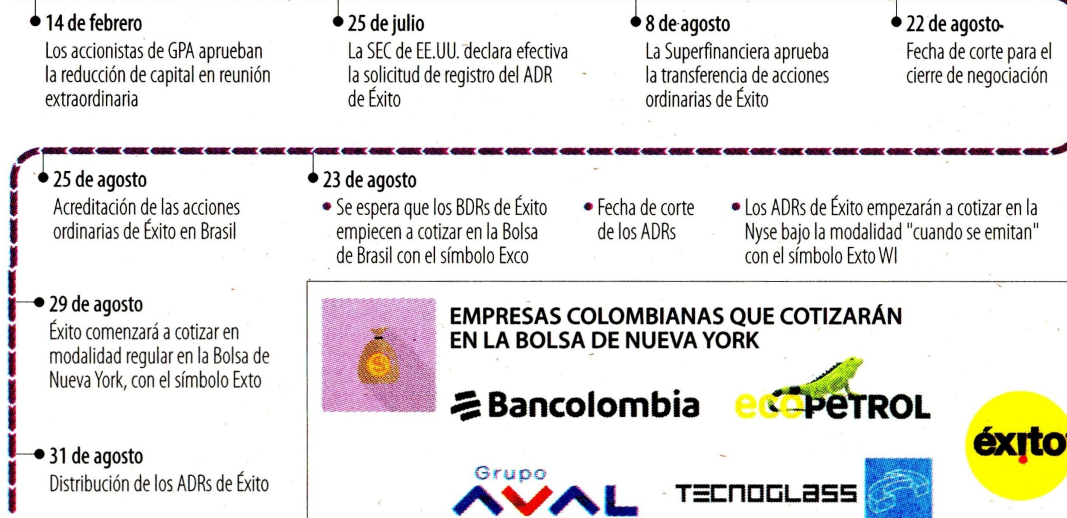 14 de febrero
Los accionistas de GPA aprueban
la reducción de capital en reunión
extraordinaria
25 de julio
La SEC de EE.UU. declara efectiva
la solicitud de registro del ADR
de Éxito
8 de agosto
La Superfinanciera aprueba
la transferencia de acciones
ordinarias de Éxito
22 de agosto
Fecha de corte para el
cierre de negociación
23 de agosto
Se espera que los BDRs de Éxito
empiecen a cotizar en la Bolsa
de Brasil con el símbolo Exco
Fecha de corte
de los ADRs
Los ADRs de Éxito empezarán a cotizar en la
Nyse bajo la modalidad "cuando se emitan"
con el símbolo Exto WI
25 de agosto
Acreditación de las acciones
ordinarias de Éxito en Brasil
29 de agosto
Éxito comenzará a cotizar en
modalidad regular en la Bolsa de
Nueva York, con el símbolo Exto
31 de agosto
Distribución de los ADRs de Éxito
EMPRESAS COLOMBIANAS QUE COTIZARÁN
EN LA BOLSA DE NUEVA YORK
$
Bancolombia
ecoPETROL
éxito
Grupo
AVAL
TECNOGLASS